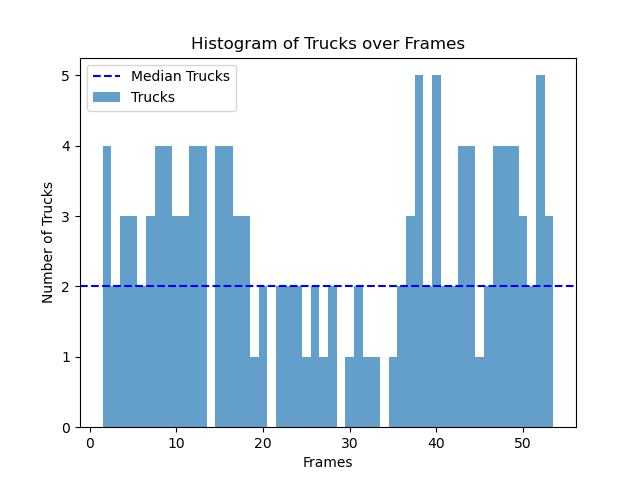 Histogram of Trucks over Frames
Median Trucks
Trucks
Number of Trucks
5
4
3
2
1
0
0 10 20 30 40 50
Frames